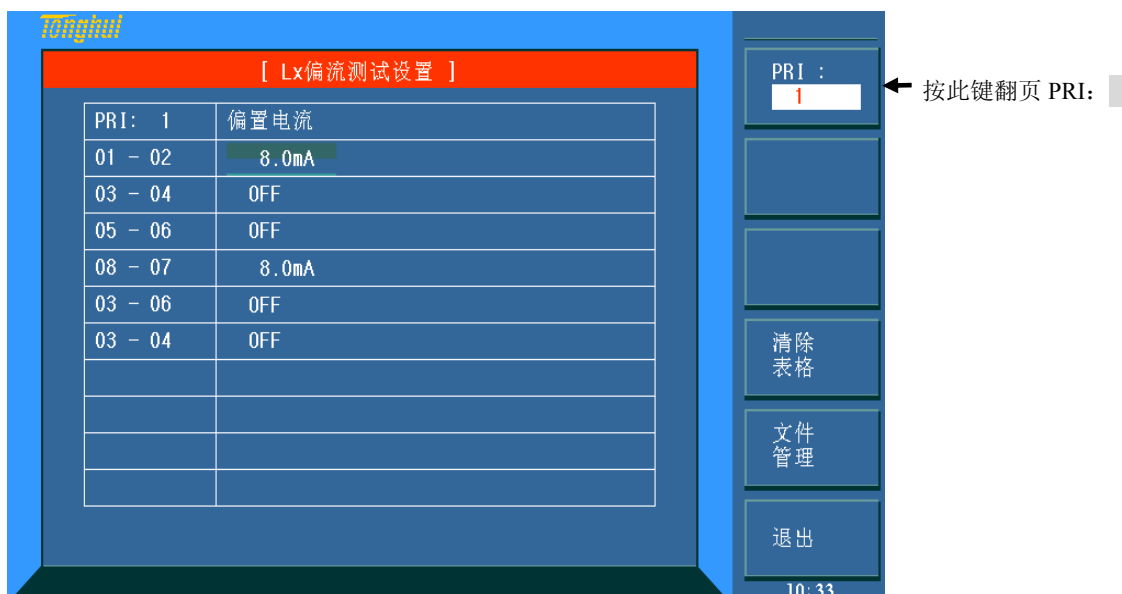 Tonghui
[ Lx偏流测试设置 ]
PRI: 1 偏置电流
01 - 02 8.0mA
03 - 04 OFF
05 - 06 OFF
08 - 07 8.0mA
03 - 06 OFF
03 - 04 OFF
PRI :
1
清除
表格
文件
管理
退出
10:33
按此键翻页 PRI: